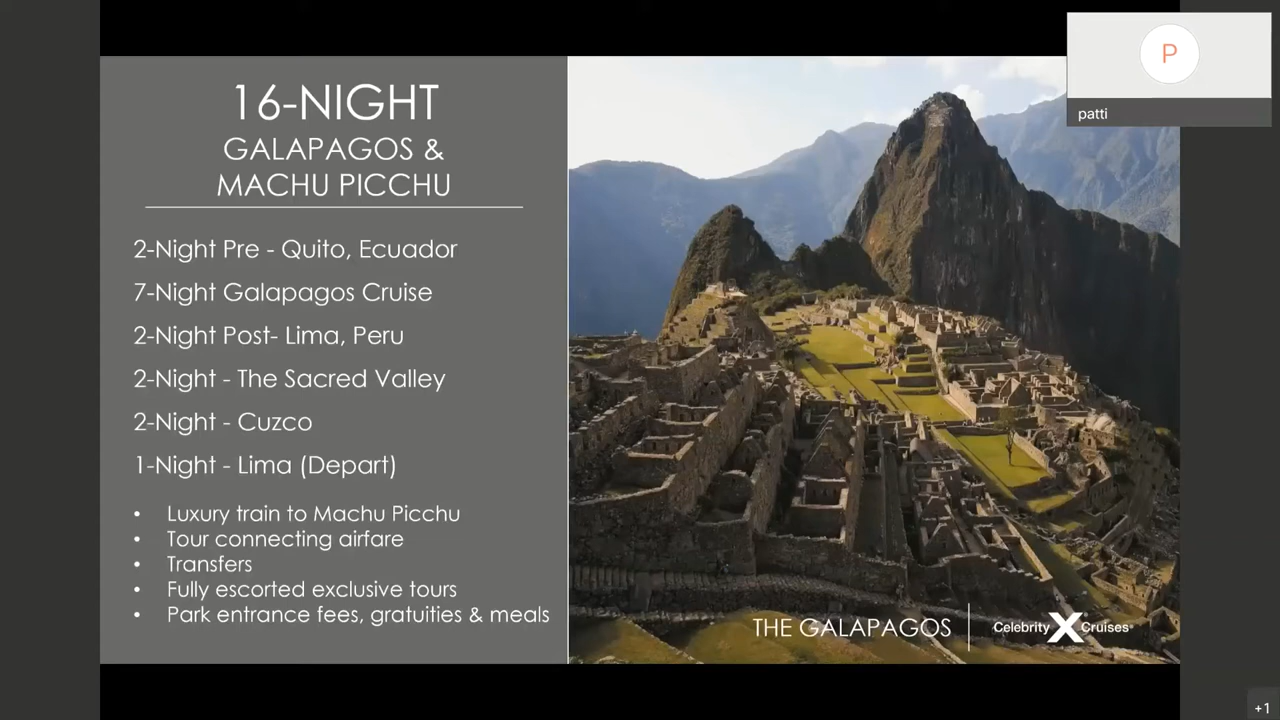 16-NIGHT
GALAPAGOS &
MACHU PICCHU
2-Night Pre - Quito, Ecuador
7-Night Galapagos Cruise
2-Night Post- Lima, Peru
2-Night - The Sacred Valley
2-Night - Cuzco
1-Night - Lima (Depart)
• Luxury train to Machu Picchu
• Tour connecting airfare
• Transfers
• Fully escorted exclusive tours
• Park entrance fees, gratuities & meals
THE GALAPAGOS
Celebrity X Cruises®
P
patti
+1